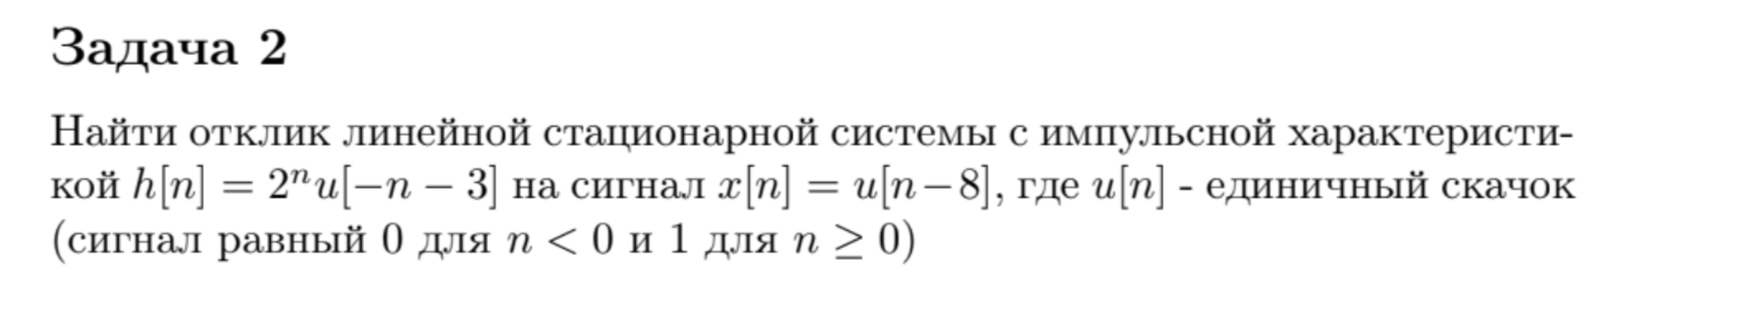 Задача 2
Найти отклик линейной стационарной системы с импульсной характеристи-
кой h[n] = 2ⁿu[−n − 3] на сигнал x[n] = u[n−8], где u[n] - единичный скачок
(сигнал равный 0 для n < 0 и 1 для n ≥ 0)